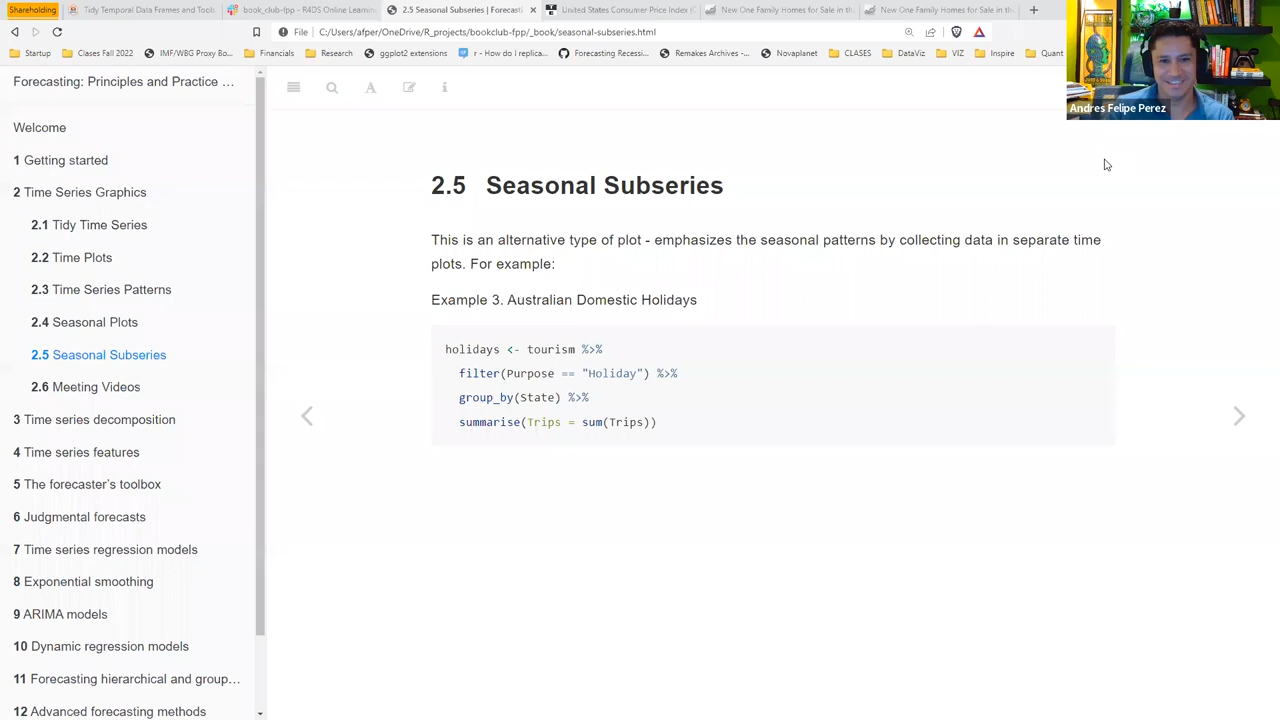 Shareholding
Tidy Temporal Data Frames and Tools
book_club-fpp - R4DS Online Learnin
2.5 Seasonal Subseries | Forecasti
United States Consumer Price Index (C
New One Family Homes for Sale in th
New One Family Homes for Sale in th
File | C:/Users/afper/OneDrive/R_projects/bookclub-fpp/_book/seasonal-subseries.html
Startup
Clases Fall 2022
IMF/WBG Proxy Bo...
Financials
Research
ggplot2 extensions
r - How do I replica...
Forecasting Recessi...
Remakes Archives -...
Novaplanet
CLASES
DataViz
VIZ
Inspire
Quant
Andres Felipe Perez
Forecasting: Principles and Practice ...
Welcome
1 Getting started
2 Time Series Graphics
2.1 Tidy Time Series
2.2 Time Plots
2.3 Time Series Patterns
2.4 Seasonal Plots
2.5 Seasonal Subseries
2.6 Meeting Videos
3 Time series decomposition
4 Time series features
5 The forecaster's toolbox
6 Judgmental forecasts
7 Time series regression models
8 Exponential smoothing
9 ARIMA models
10 Dynamic regression models
11 Forecasting hierarchical and group...
12 Advanced forecasting methods
2.5 Seasonal Subseries
This is an alternative type of plot - emphasizes the seasonal patterns by collecting data in separate time
plots. For example:
Example 3. Australian Domestic Holidays
holidays <- tourism %>%
filter(Purpose == "Holiday") %>%
group_by(State) %>%
summarise(Trips = sum(Trips))